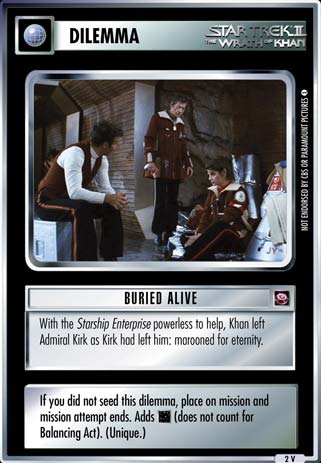 DILEMMA
STAR TREK II
THE WRATH OF KHAN
NOT ENDORSED BY CBS OR PARAMOUNT PICTURES
BURIED ALIVE
With the Starship Enterprise powerless to help, Khan left
Admiral Kirk as Kirk had left him: marooned for eternity.
If you did not seed this dilemma, place on mission and
mission attempt ends. Adds (does not count for
Balancing Act). (Unique.)
2 V